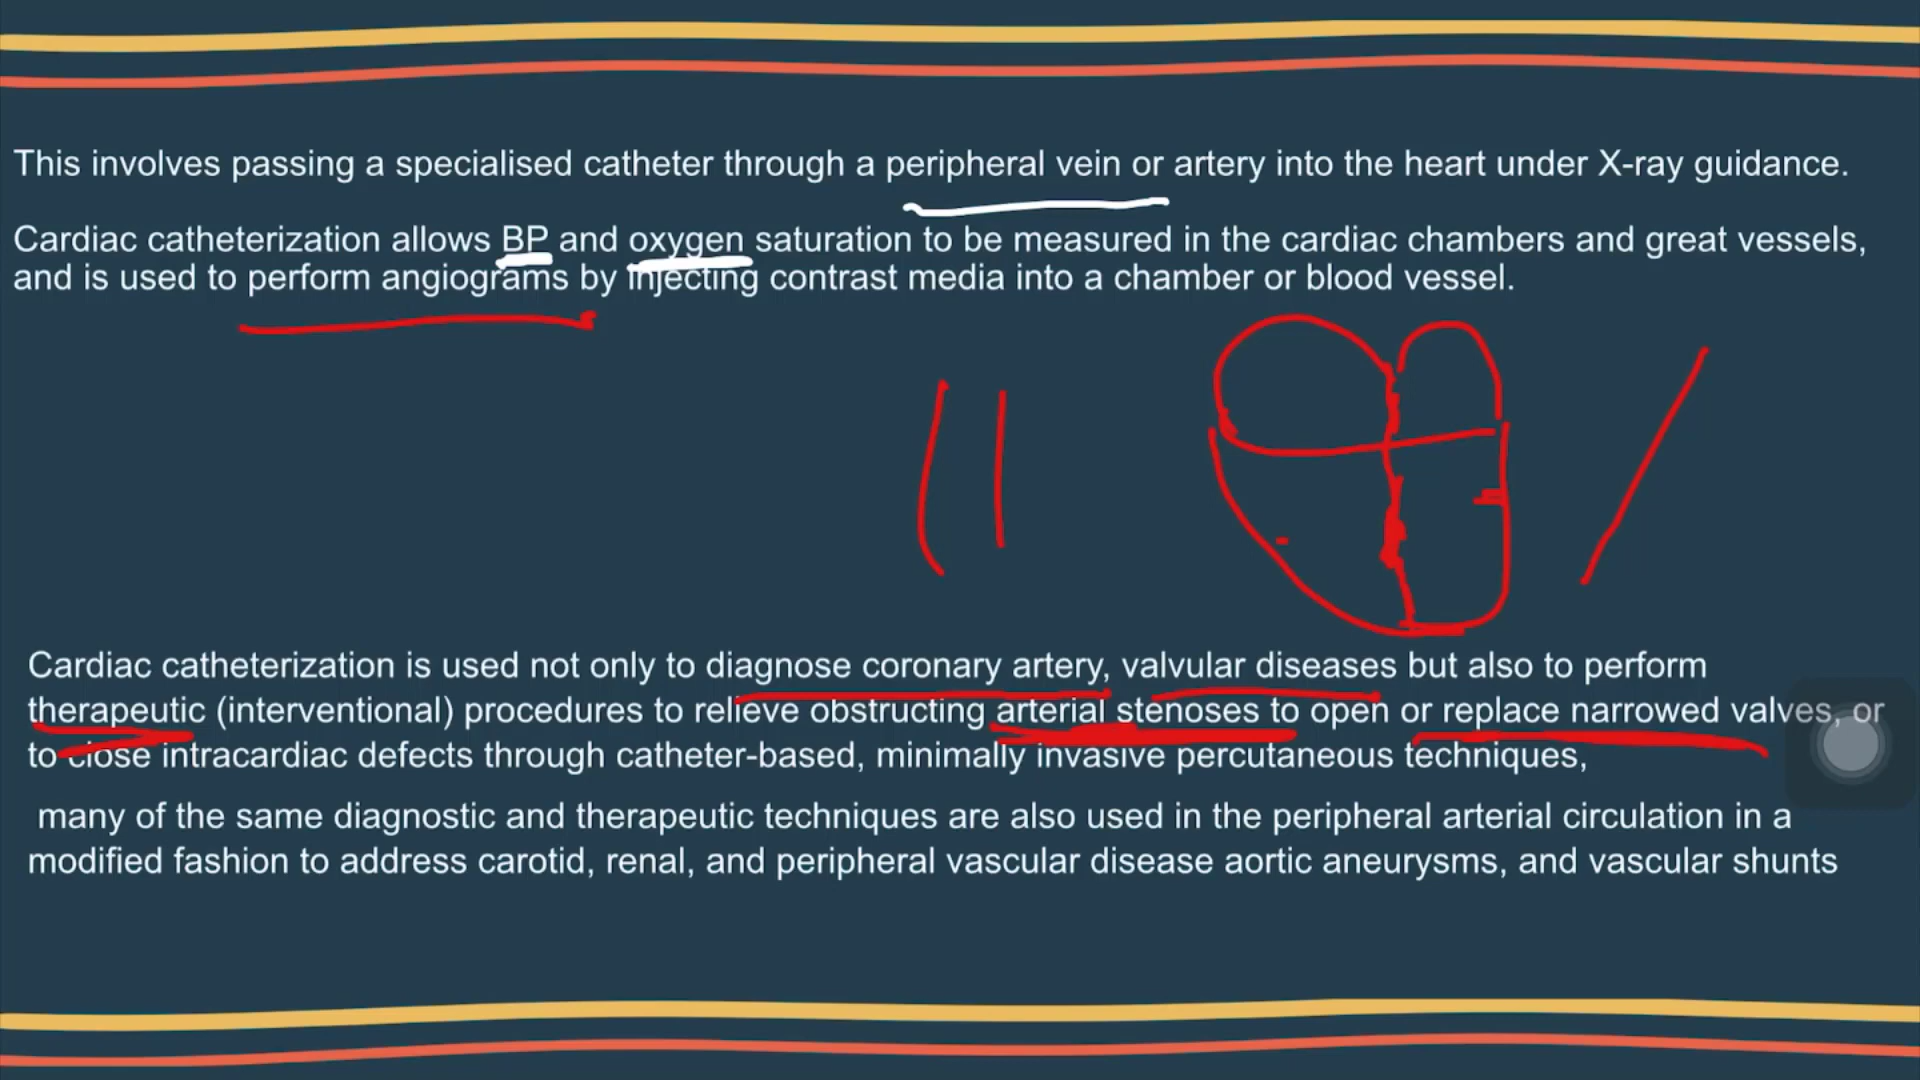 This involves passing a specialised catheter through a peripheral vein or artery into the heart under X-ray guidance.
Cardiac catheterization allows BP and oxygen saturation to be measured in the cardiac chambers and great vessels,
and is used to perform angiograms by injecting contrast media into a chamber or blood vessel.
Cardiac catheterization is used not only to diagnose coronary artery, valvular diseases but also to perform
therapeutic (interventional) procedures to relieve obstructing arterial stenoses to open or replace narrowed valves, or
to close intracardiac defects through catheter-based, minimally invasive percutaneous techniques,
many of the same diagnostic and therapeutic techniques are also used in the peripheral arterial circulation in a
modified fashion to address carotid, renal, and peripheral vascular disease aortic aneurysms, and vascular shunts